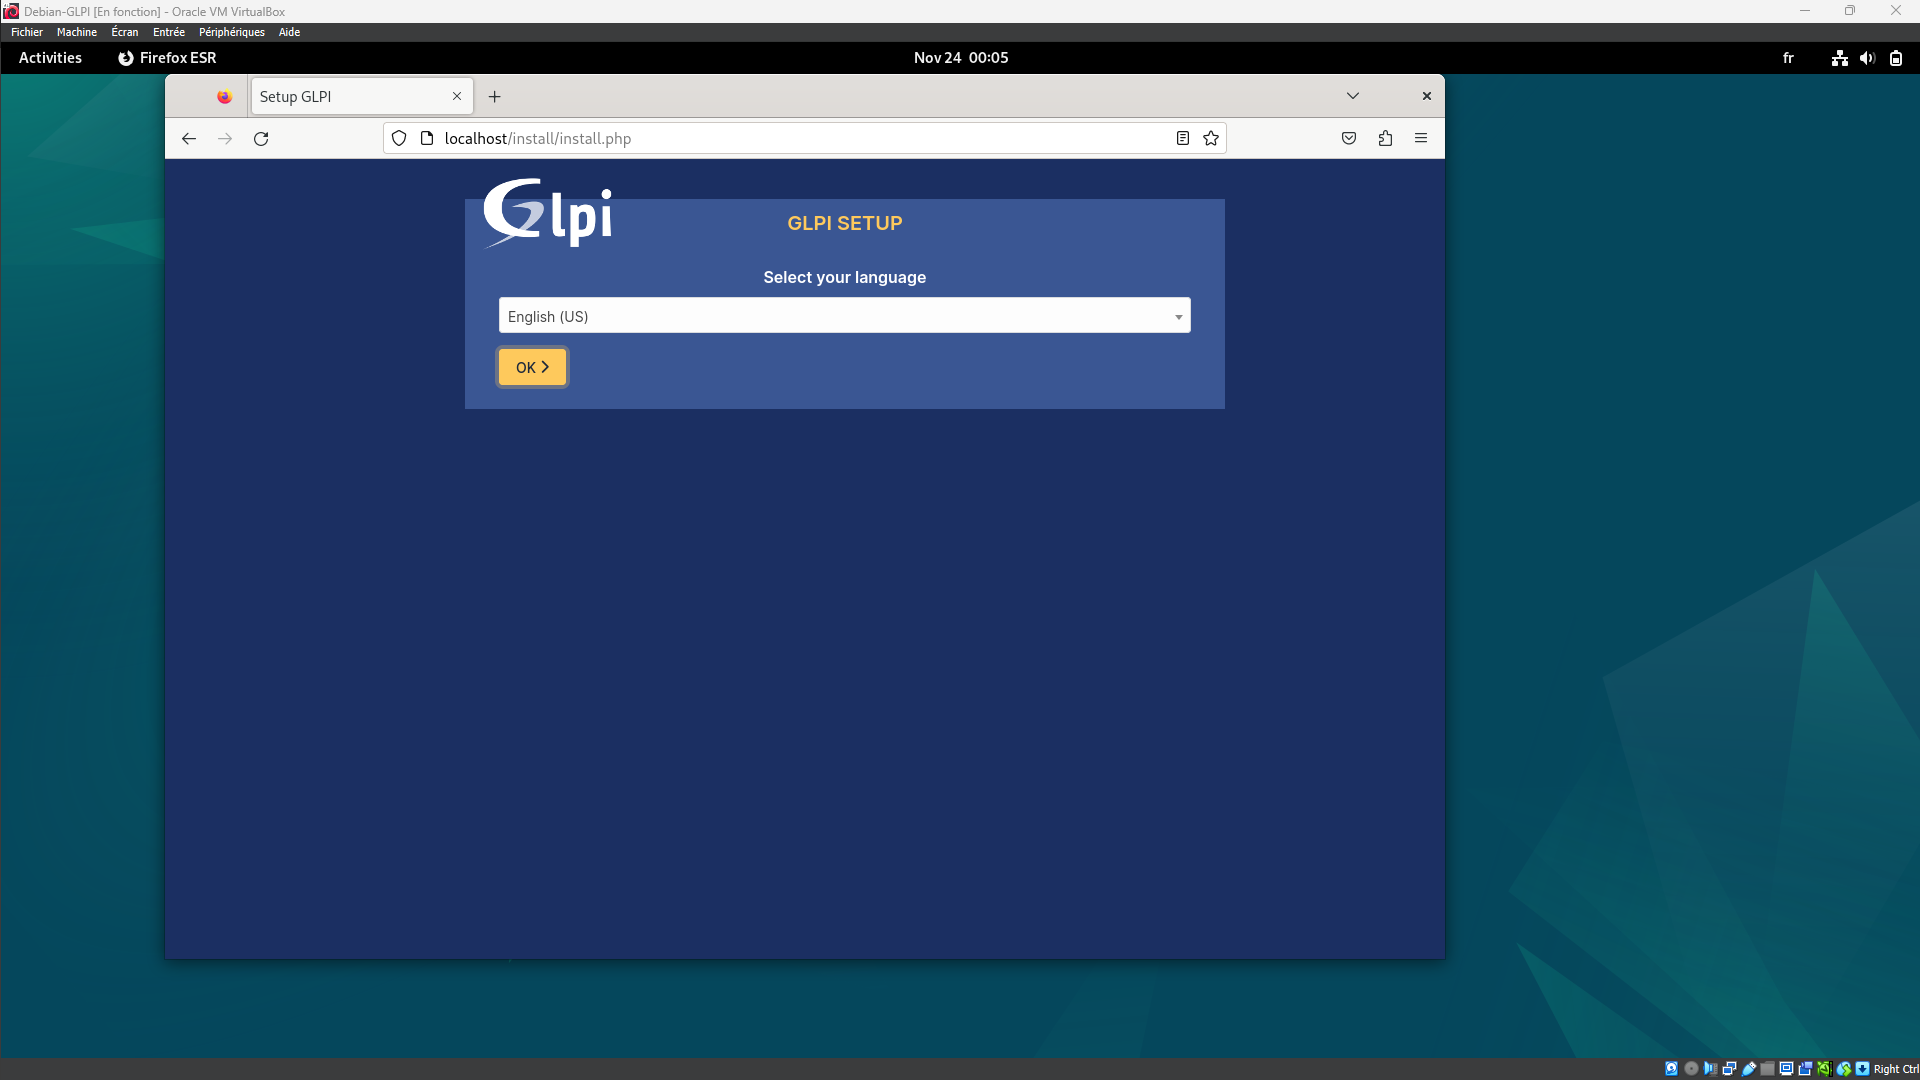 Debian-GLPI [En fonction] - Oracle VM VirtualBox
Fichier Machine Écran Entrée Périphériques Aide
Activities Firefox ESR Nov 24 00:05 fr
Setup GLPI
localhost/install/install.php
Glpi
GLPI SETUP
Select your language
English (US)
OK
Right Ctrl